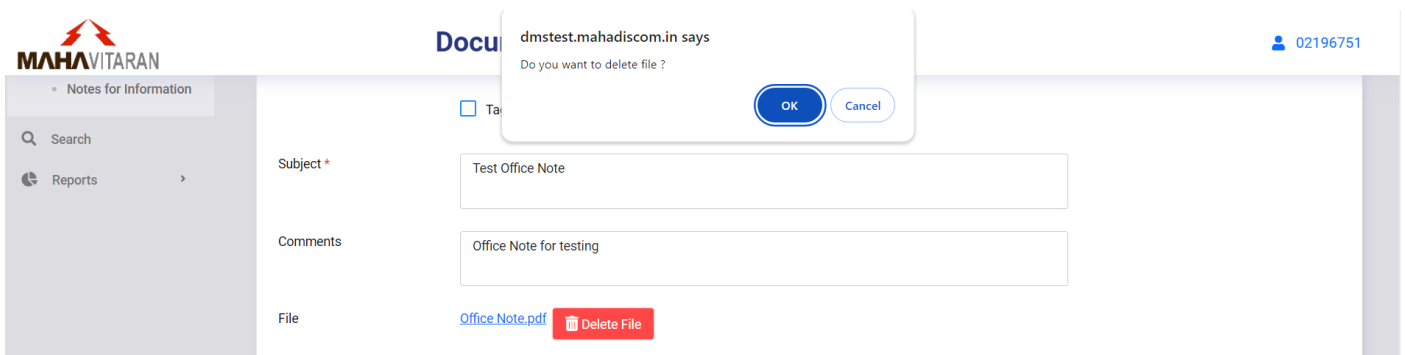 MAHAVITARAN
Docu
dmstest.mahadiscom.in says
Do you want to delete file ?
OK
Cancel
02196751
Notes for Information
Search
Reports
Subject *
Test Office Note
Comments
Office Note for testing
File
Office Note.pdf
Delete File